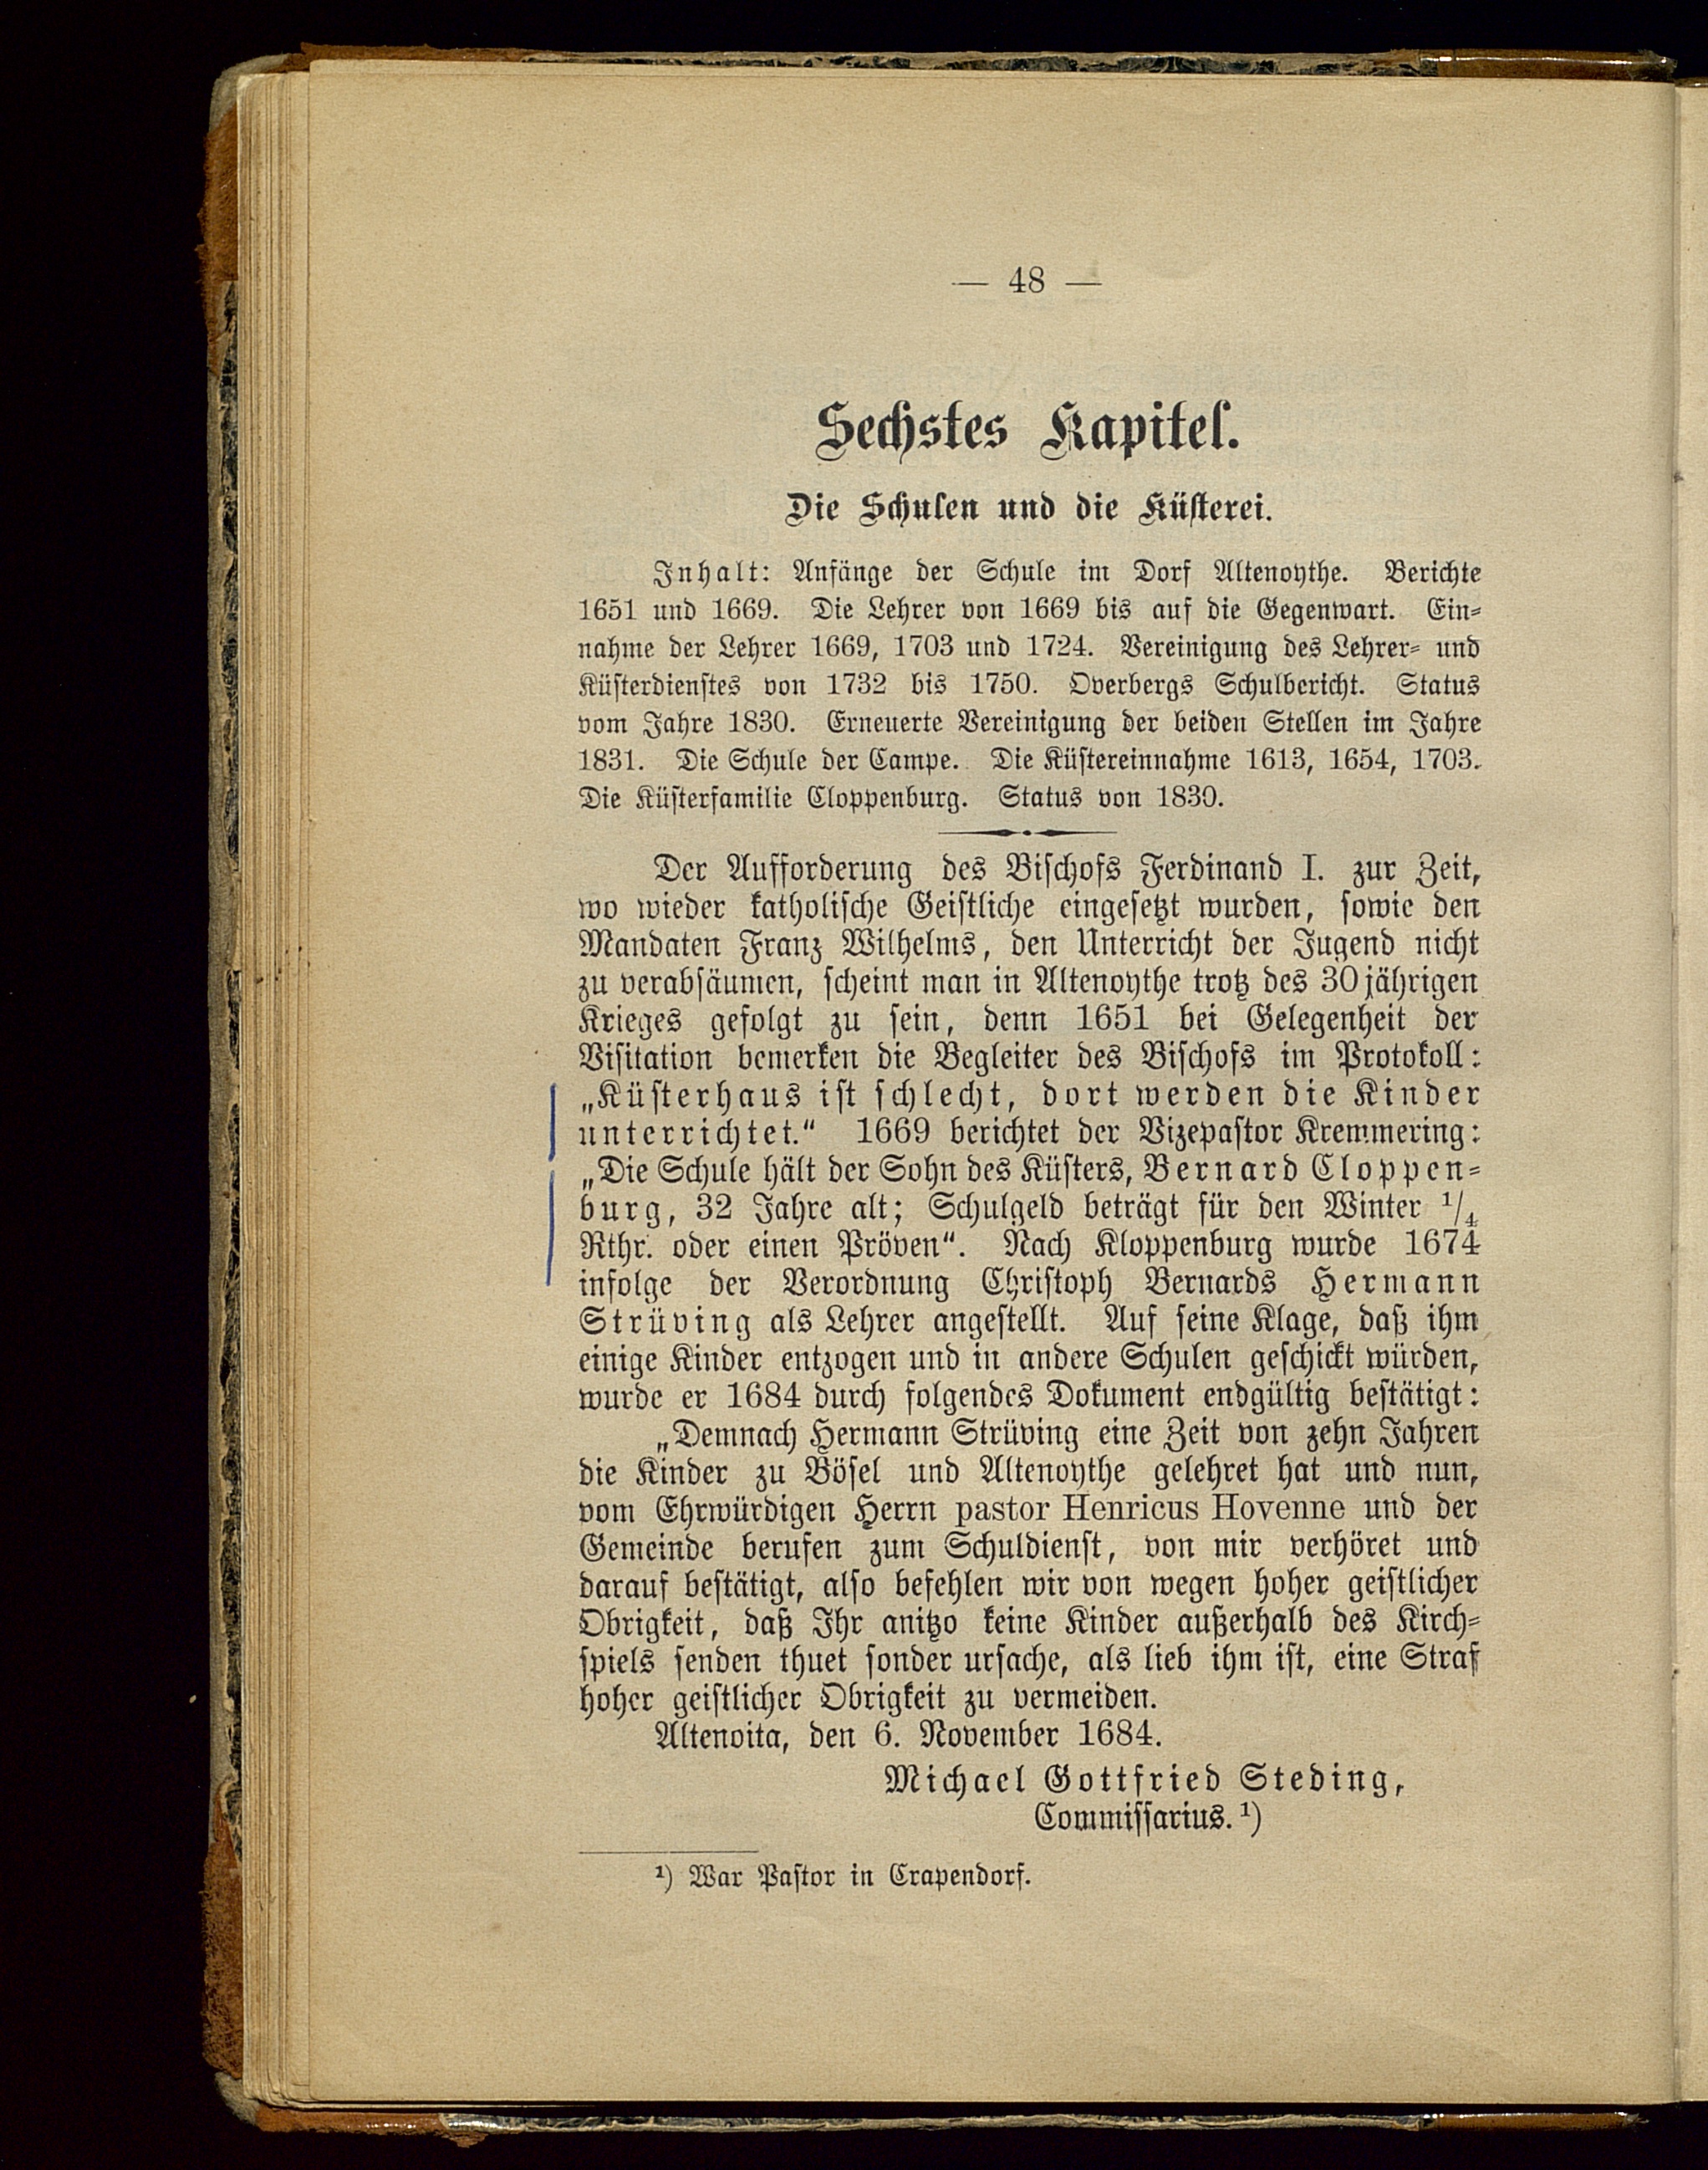 — 48 —
Sechstes Kapitel.
Die Schulen und die Küsterei.
Inhalt: Anfänge der Schule im Dorf Altenoythe. Berichte
1651 und 1669. Die Lehrer von 1669 bis auf die Gegenwart. Ein-
nahme der Lehrer 1669, 1703 und 1724. Vereinigung des Lehrer- und
Küsterdienstes von 1732 bis 1750. Overbergs Schulbericht. Status
vom Jahre 1830. Erneuerte Vereinigung der beiden Stellen im Jahre
1831. Die Schule der Campe. Die Küstereinnahme 1613, 1654, 1703.
Die Küsterfamilie Cloppenburg. Status von 1830.
Der Aufforderung des Bischofs Ferdinand I. zur Zeit,
wo wieder katholische Geistliche eingesetzt wurden, sowie den
Mandaten Franz Wilhelms, den Unterricht der Jugend nicht
zu verabsäumen, scheint man in Altenoythe trotz des 30jährigen
Krieges gefolgt zu sein, denn 1651 bei Gelegenheit der
Visitation bemerken die Begleiter des Bischofs im Protokoll:
„Küsterhaus ist schlecht, dort werden die Kinder
unterrichtet.“ 1669 berichtet der Vizepastor Kremmering:
„Die Schule hält der Sohn des Küsters, Bernard Cloppen-
burg, 32 Jahre alt; Schulgeld beträgt für den Winter 1/4
Rthr. oder einen Pröven“. Nach Kloppenburg wurde 1674
infolge der Verordnung Christoph Bernards Hermann
Strüving als Lehrer angestellt. Auf seine Klage, daß ihm
einige Kinder entzogen und in andere Schulen geschickt würden,
wurde er 1684 durch folgendes Dokument endgültig bestätigt:
„Demnach Hermann Strüving eine Zeit von zehn Jahren
die Kinder zu Bösel und Altenoythe gelehret hat und nun,
vom Ehrwürdigen Herrn pastor Henricus Hovenne und der
Gemeinde berufen zum Schuldienst, von mir verhöret und
darauf bestätigt, also befehlen wir von wegen hoher geistlicher
Obrigkeit, daß Ihr anitzo keine Kinder außerhalb des Kirch-
spiels senden thuet sonder ursache, als lieb ihm ist, eine Straf
hoher geistlicher Obrigkeit zu vermeiden.
Altenoita, den 6. November 1684.
Michael Gottfried Steding,
Commissarius. ¹)
¹) War Pastor in Crapendorf.